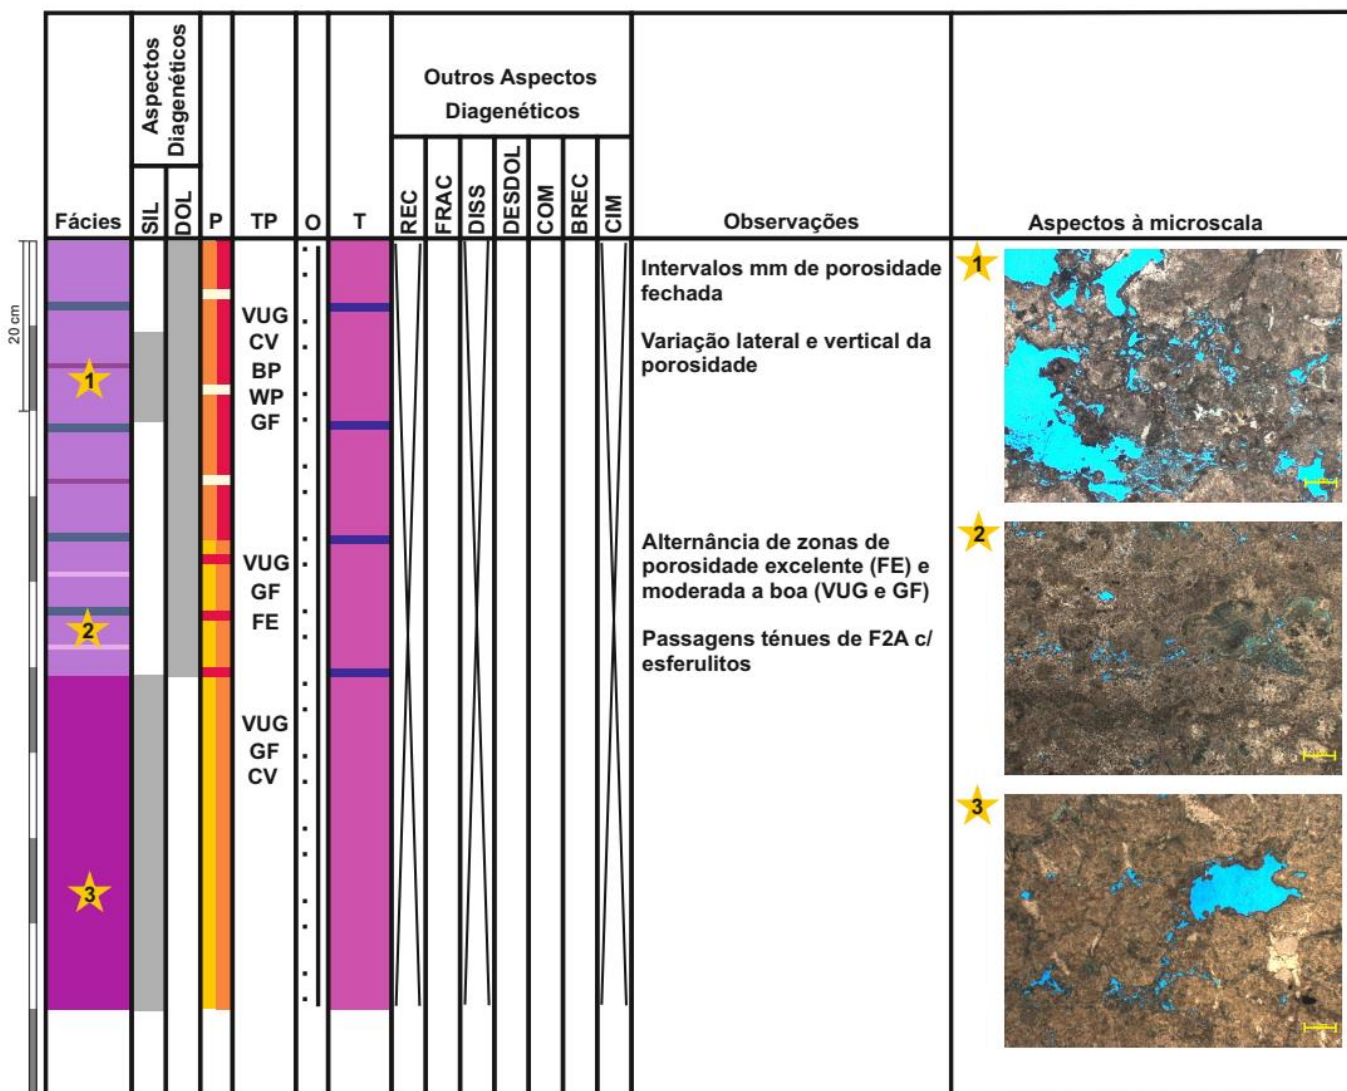 Aspectos
Diagenéticos
Outros Aspectos
Diagenéticos
Fácies
SIL
DOL
P
TP
O
T
REC
FRAC
DISS
DESDOL
COM
BREC
CIM
Observações
Aspectos à microscala
20 cm
1
2
3
VUG
CV
BP
WP
GF
VUG
GF
FE
VUG
GF
CV
Intervalos mm de porosidade
fechada
Variação lateral e vertical da
porosidade
Alternância de zonas de
porosidade excelente (FE) e
moderada a boa (VUG e GF)
Passagens ténues de F2A c/
esferulitos
1
2
3